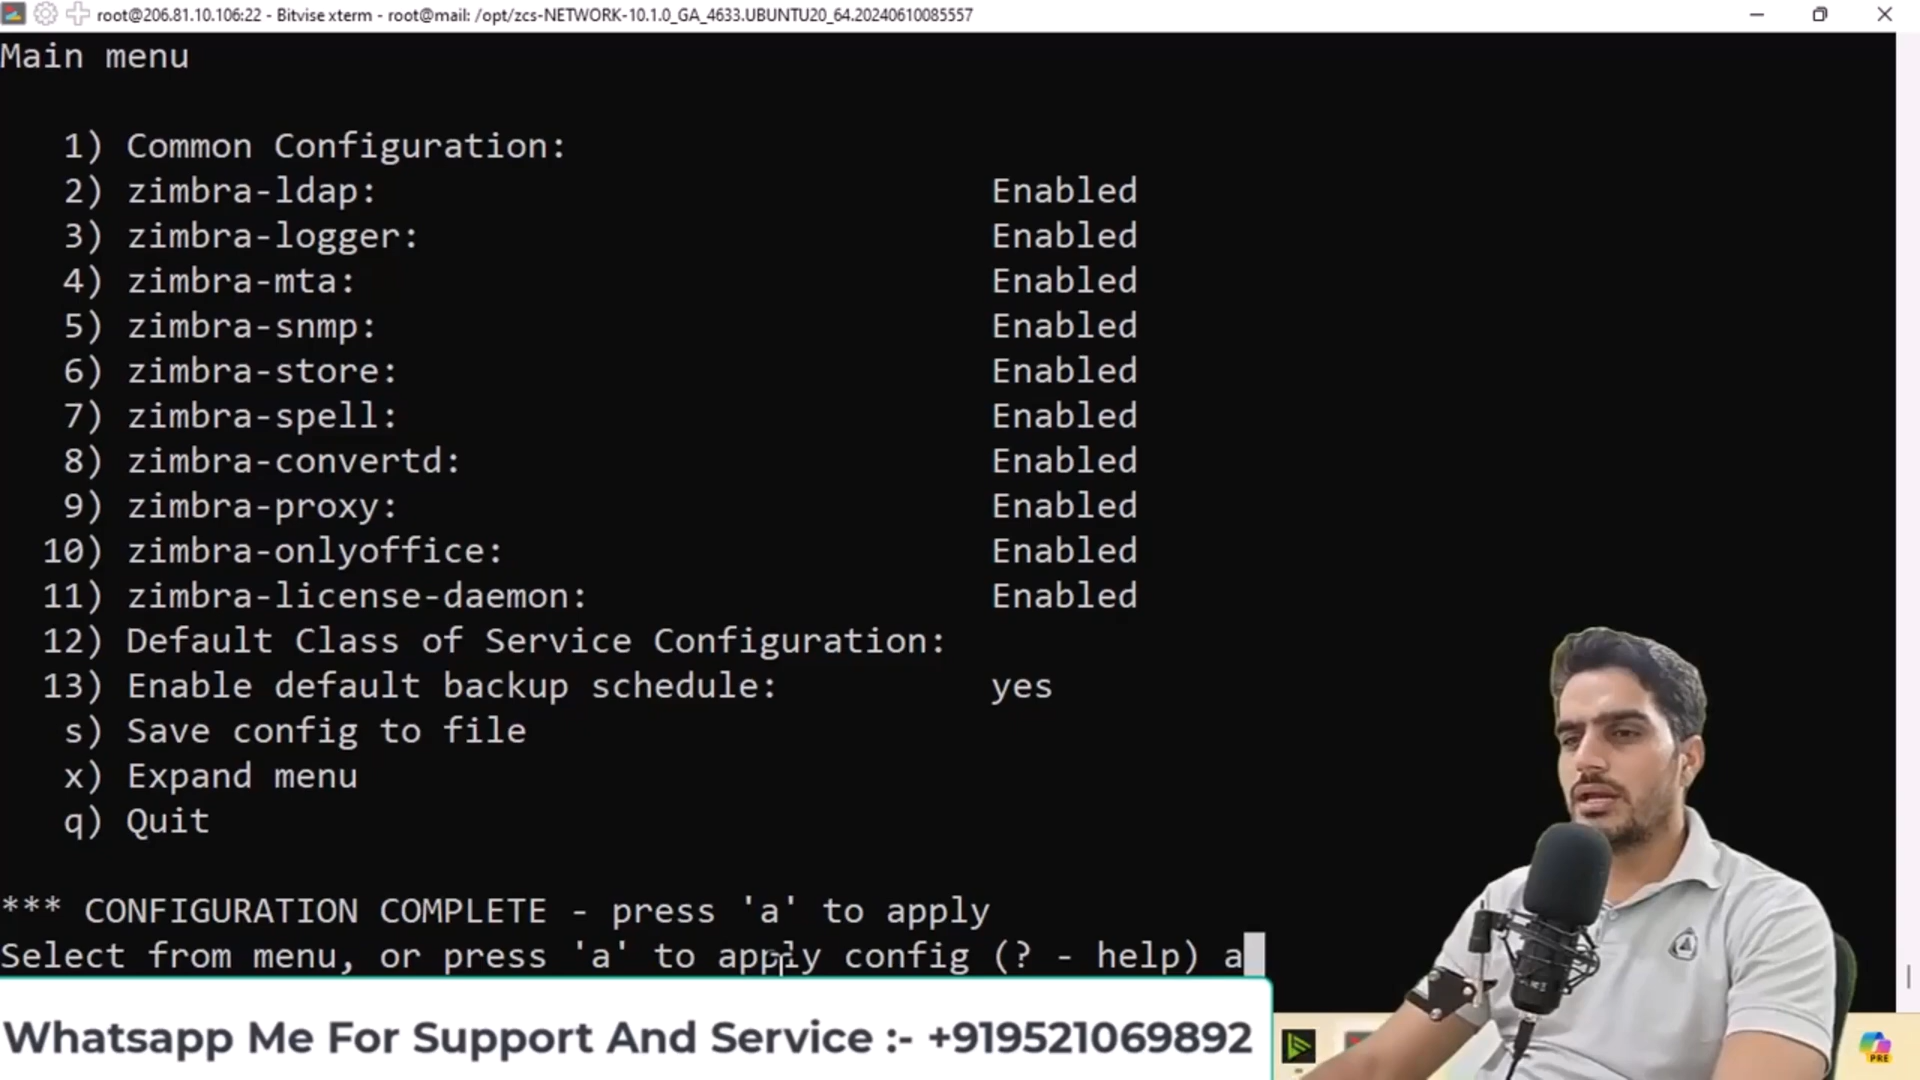 root@206.81.10.106:22 - Bitvise xterm - root@mail: /opt/zcs-NETWORK-10.1.0_GA_4633.UBUNTU20_64.20240610085557
Main menu
1) Common Configuration:
2) zimbra-ldap: Enabled
3) zimbra-logger: Enabled
4) zimbra-mta: Enabled
5) zimbra-snmp: Enabled
6) zimbra-store: Enabled
7) zimbra-spell: Enabled
8) zimbra-convertd: Enabled
9) zimbra-proxy: Enabled
10) zimbra-onlyoffice: Enabled
11) zimbra-license-daemon: Enabled
12) Default Class of Service Configuration:
13) Enable default backup schedule: yes
s) Save config to file
x) Expand menu
q) Quit
*** CONFIGURATION COMPLETE - press 'a' to apply
Select from menu, or press 'a' to apply config (? - help) a
Whatsapp Me For Support And Service :- +919521069892
PRE